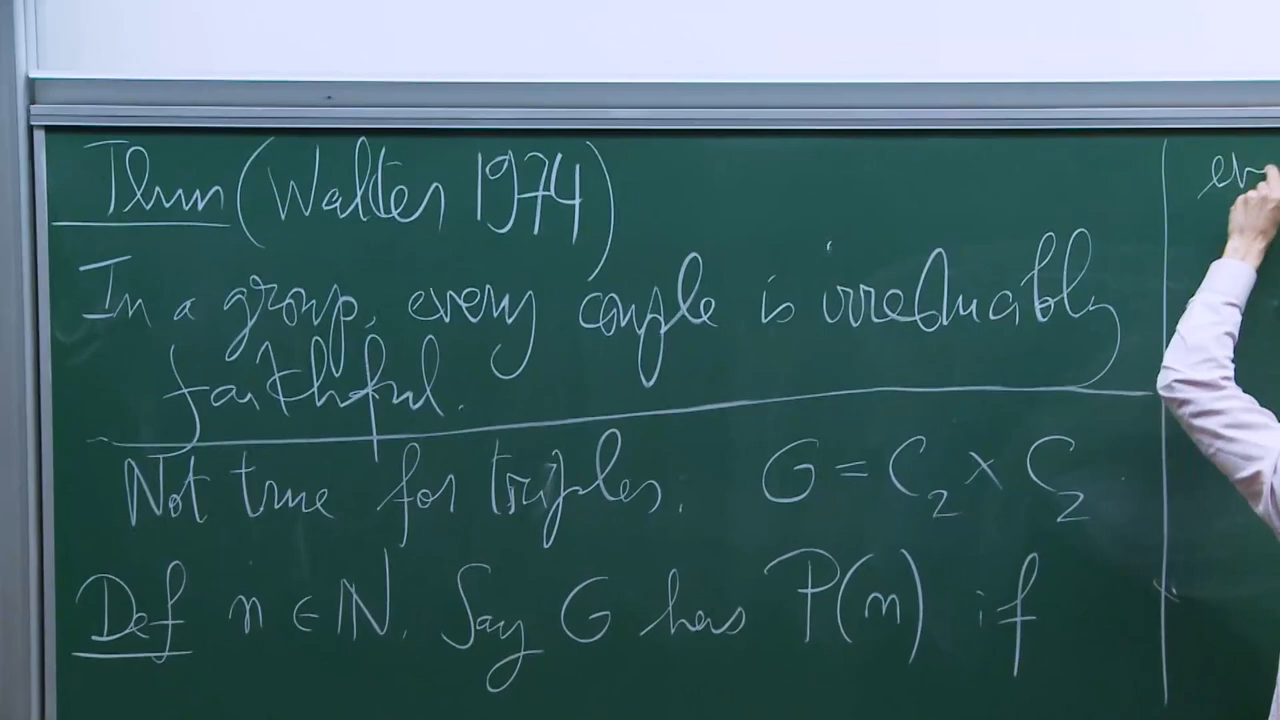 Thm (Walter 1974)
In a group, every couple is irreducibly
faithful.
Not true for triples. G = C₂ × C₂
Def n ∈ ℕ. Say G has P(n) if